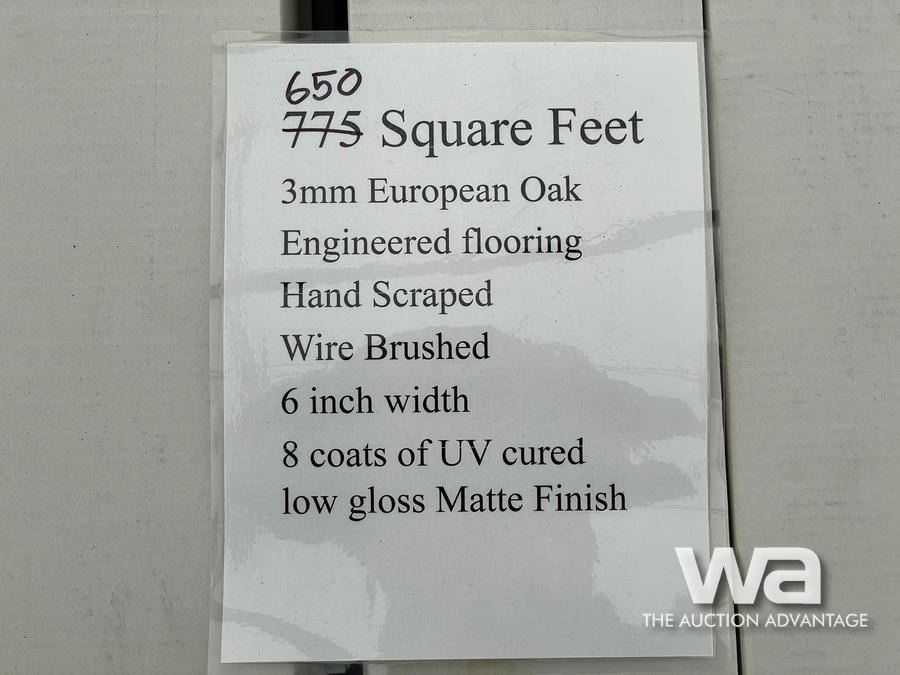 650
775 Square Feet
3mm European Oak
Engineered flooring
Hand Scraped
Wire Brushed
6 inch width
8 coats of UV cured
low gloss Matte Finish
wa
THE AUCTION ADVANTAGE